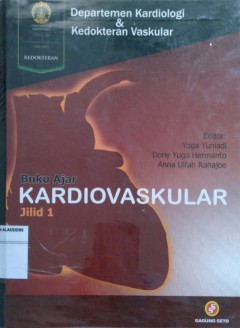 Departemen Kardiologi
&
Kedokteran Vaskular
KEDOKTERAN
Editor:
Yoga Yuniadi
Dony Yugo Hermanto
Anna Ulfah Rahajoe
Buku Ajar
KARDIOVASKULAR
Jilid 1
ALAUDDIN
SAGUNG SETO